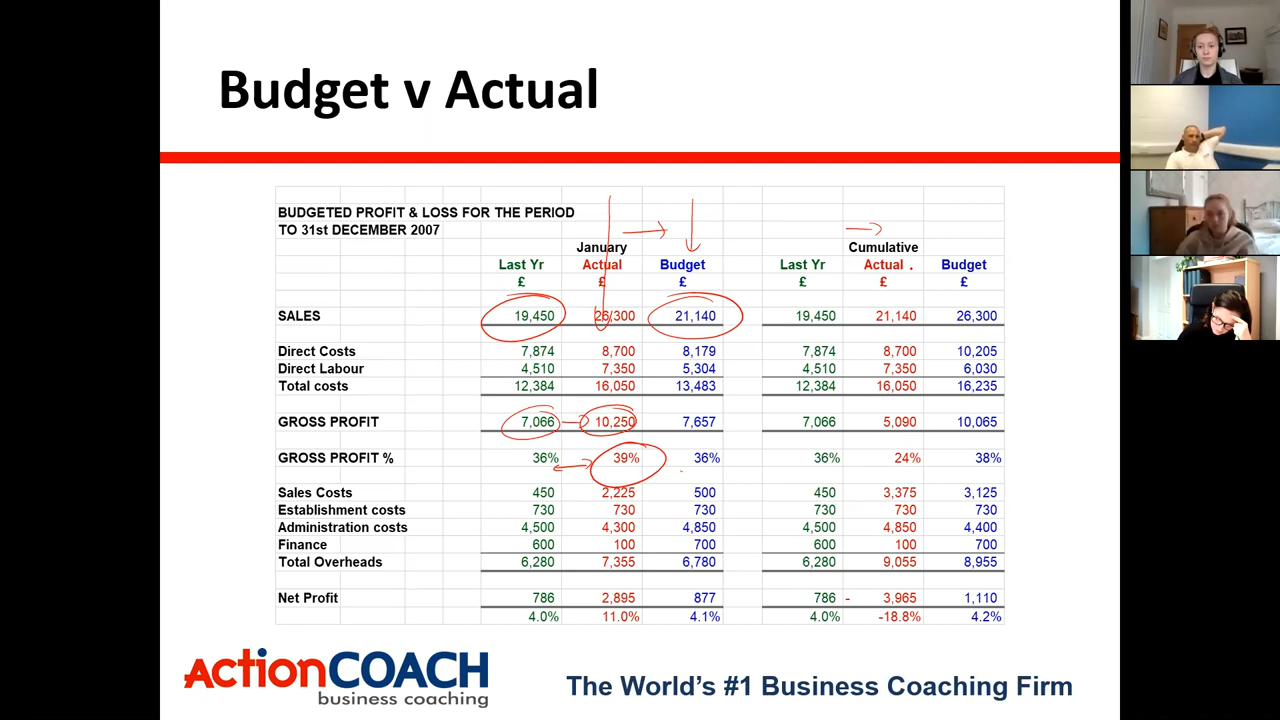 Budget v Actual
BUDGETED PROFIT & LOSS FOR THE PERIOD
TO 31st DECEMBER 2007
January Cumulative
Last Yr Actual Budget Last Yr Actual . Budget
£ £ £ £ £ £
SALES 19,450 26,300 21,140 19,450 21,140 26,300
Direct Costs 7,874 8,700 8,179 7,874 8,700 10,205
Direct Labour 4,510 7,350 5,304 4,510 7,350 6,030
Total costs 12,384 16,050 13,483 12,384 16,050 16,235
GROSS PROFIT 7,066 10,250 7,657 7,066 5,090 10,065
GROSS PROFIT % 36% 39% 36% 36% 24% 38%
Sales Costs 450 2,225 500 450 3,375 3,125
Establishment costs 730 730 730 730 730 730
Administration costs 4,500 4,300 4,850 4,500 4,850 4,400
Finance 600 100 700 600 100 700
Total Overheads 6,280 7,355 6,780 6,280 9,055 8,955
Net Profit 786 2,895 877 786 - 3,965 1,110
4.0% 11.0% 4.1% 4.0% -18.8% 4.2%
ActionCOACH
business coaching
The World's #1 Business Coaching Firm